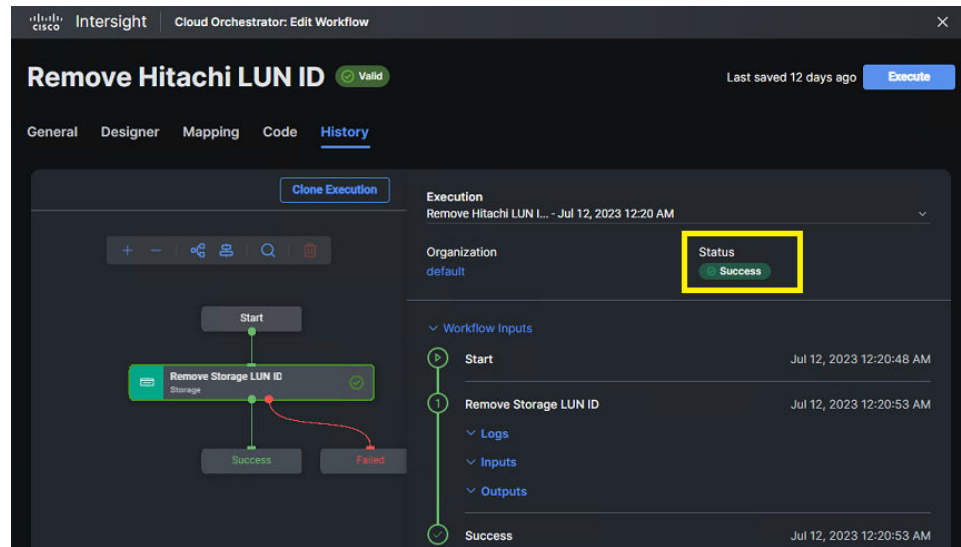 cisco Intersight Cloud Orchestrator: Edit Workflow
Remove Hitachi LUN ID Valid
Last saved 12 days ago Execute
General Designer Mapping Code History
Clone Execution
Start
Remove Storage LUN ID
Storage
Success Failed
Execution
Remove Hitachi LUN I... - Jul 12, 2023 12:20 AM
Organization
default
Status
Success
Workflow Inputs
Start Jul 12, 2023 12:20:48 AM
1 Remove Storage LUN ID Jul 12, 2023 12:20:53 AM
Logs
Inputs
Outputs
Success Jul 12, 2023 12:20:53 AM